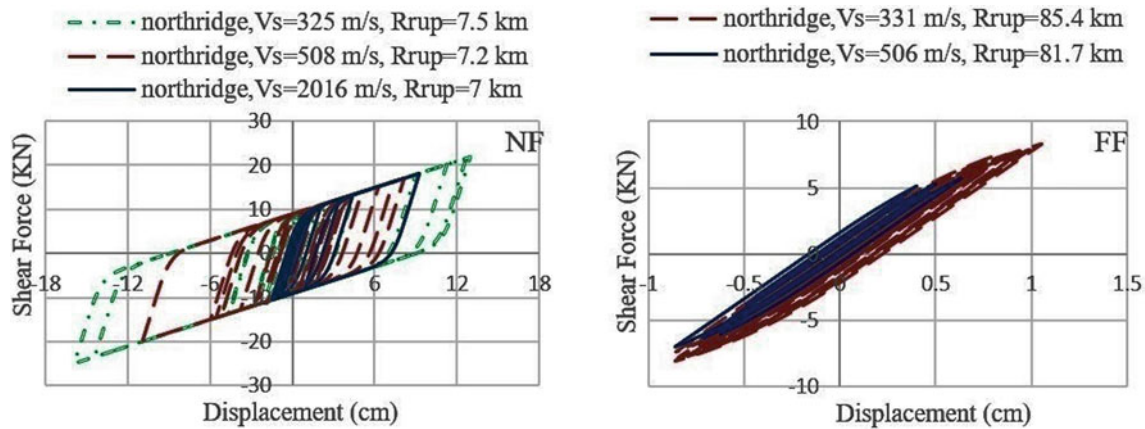 northridge,Vs=325 m/s, Rrup=7.5 km
northridge,Vs=508 m/s, Rrup=7.2 km
northridge,Vs=2016 m/s, Rrup=7 km
30
20
10
0
-10
-20
-30
-18
-12
-6
6
12
18
NF
Shear Force (KN)
Displacement (cm)
northridge,Vs=331 m/s, Rrup=85.4 km
northridge,Vs=506 m/s, Rrup=81.7 km
10
5
0
-5
-10
-1
-0.5
0
0.5
1
1.5
FF
Shear Force (KN)
Displacement (cm)